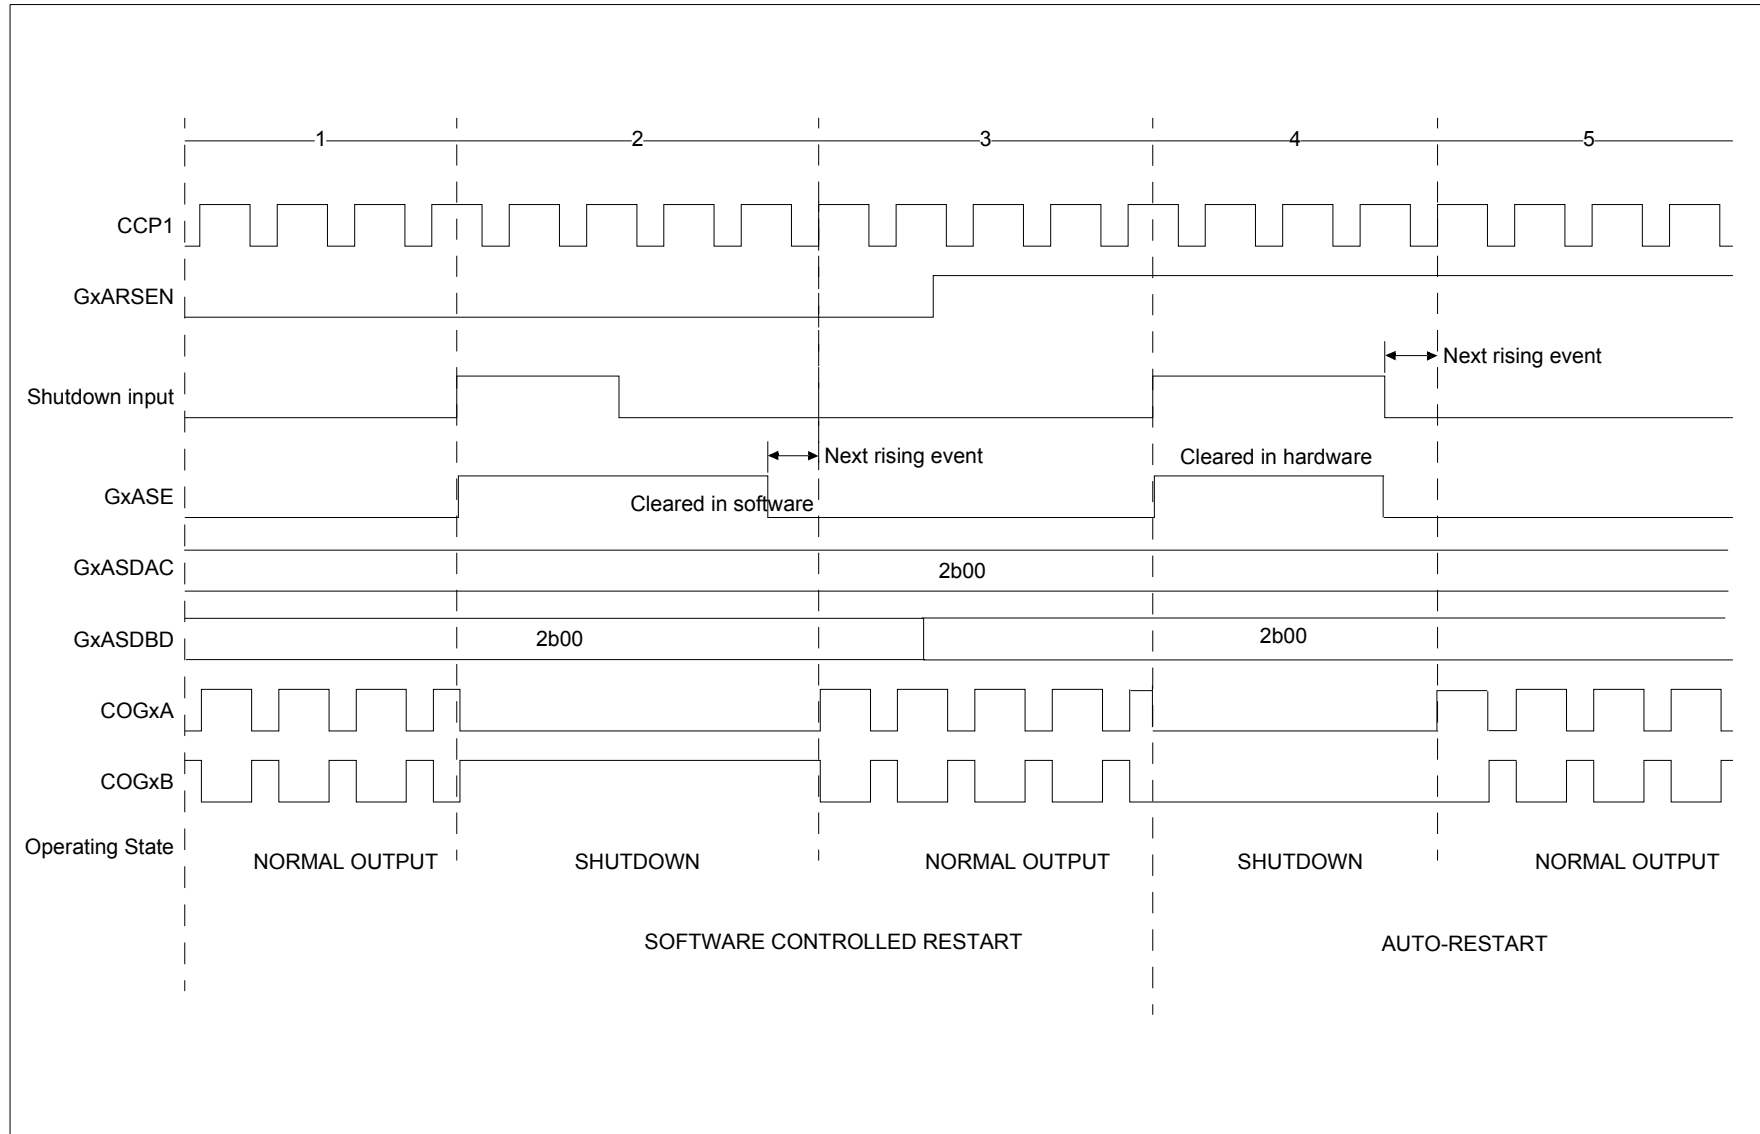 1 2 3 4 5
CCP1
GxARSEN
Next rising event
Shutdown input
Next rising event Cleared in hardware
GxASE
Cleared in software
GxASDAC 2b00
GxASDBD 2b00 2b00
COGxA
COGxB
Operating State
NORMAL OUTPUT SHUTDOWN NORMAL OUTPUT SHUTDOWN NORMAL OUTPUT
SOFTWARE CONTROLLED RESTART AUTO-RESTART